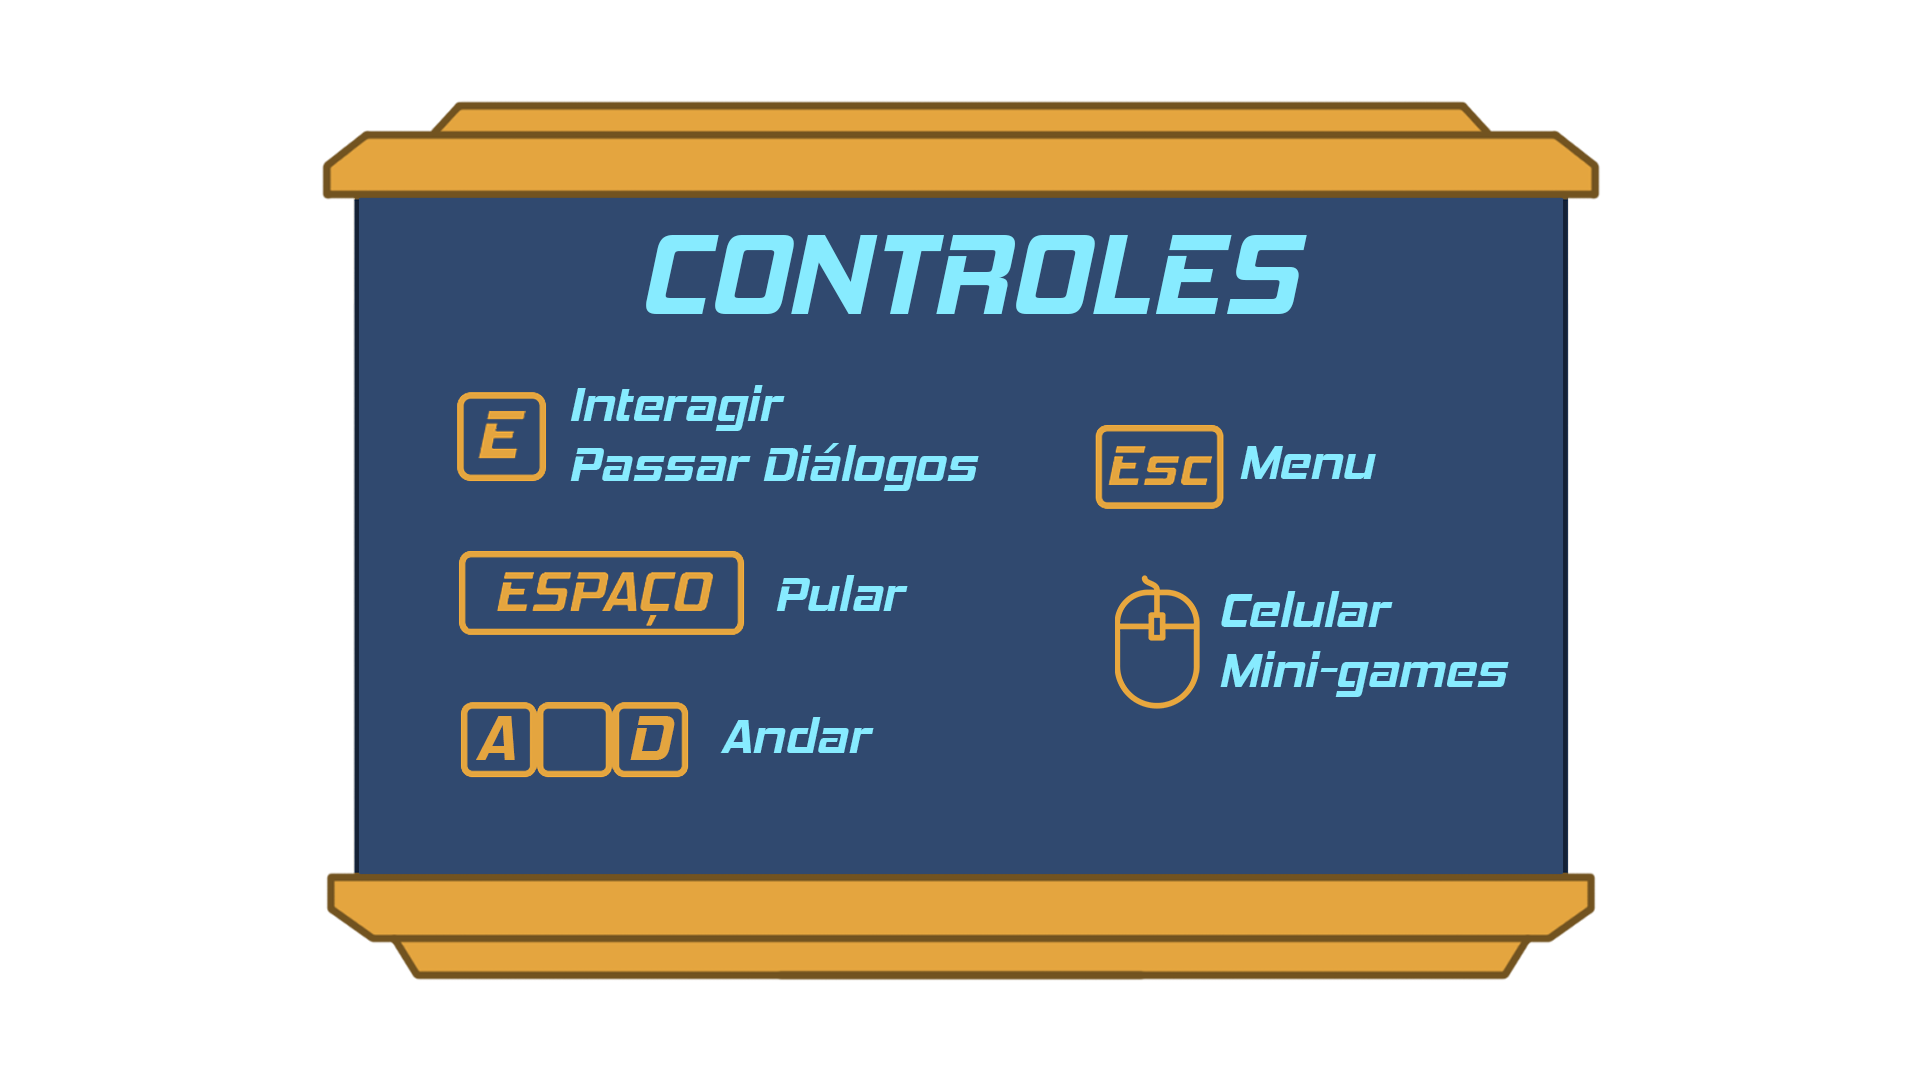 CONTROLES
E
Interagir
Passar Diálogos
ESPAÇO
Pular
A D
Andar
Esc
Menu
Celular
Mini-games